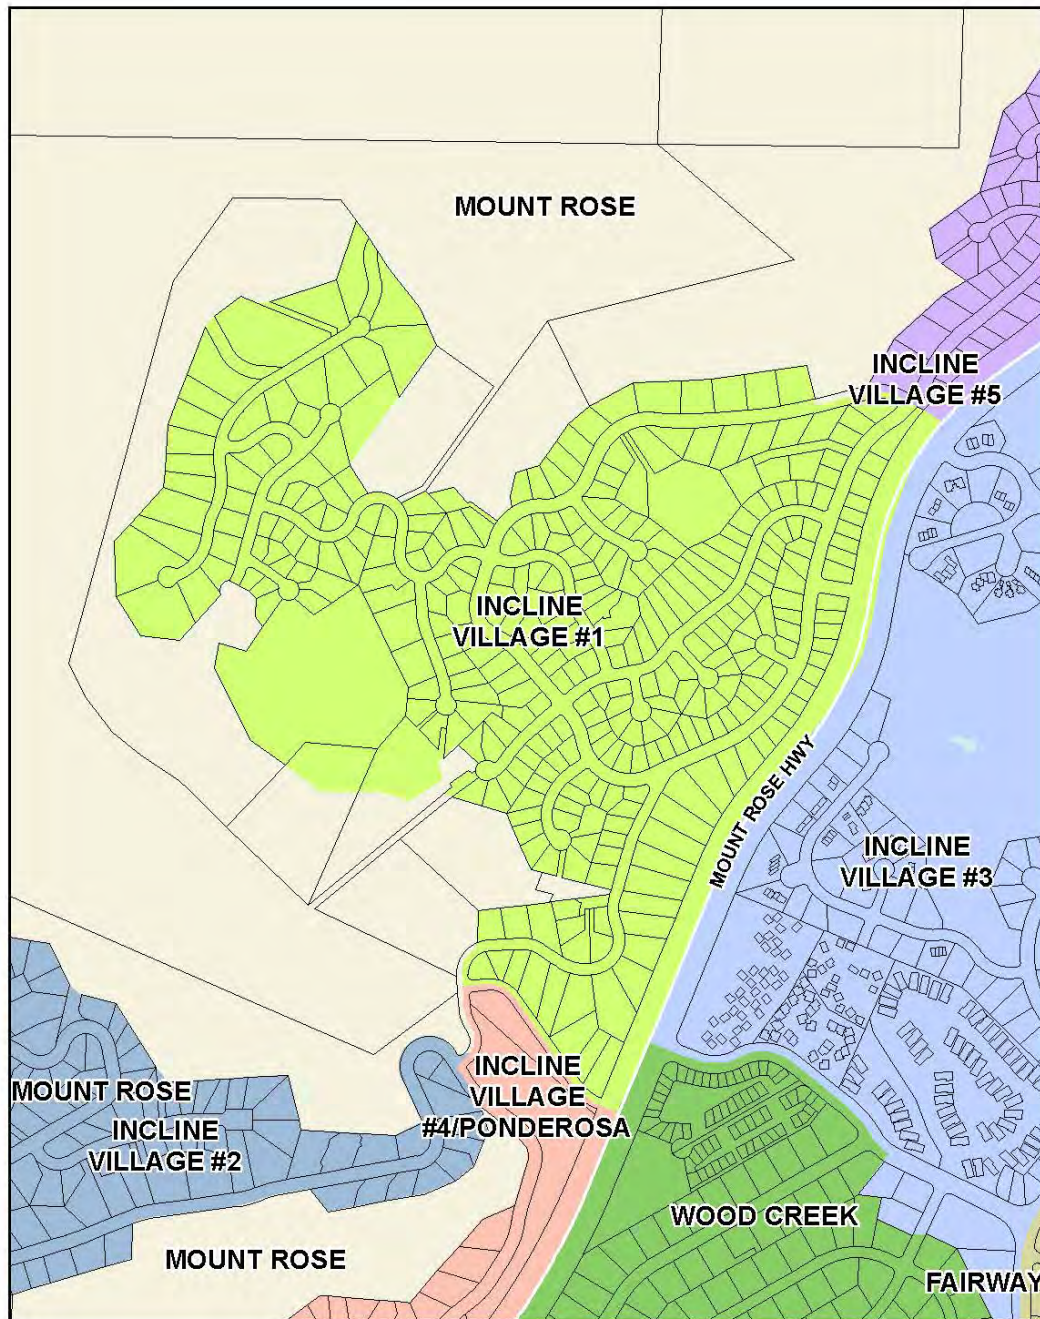 MOUNT ROSE
INCLINE
VILLAGE #5
INCLINE
VILLAGE #1
MOUNT ROSE HWY
INCLINE
VILLAGE #3
INCLINE
VILLAGE
#4/PONDEROSA
MOUNT ROSE
INCLINE
VILLAGE #2
WOOD CREEK
MOUNT ROSE
FAIRWAY